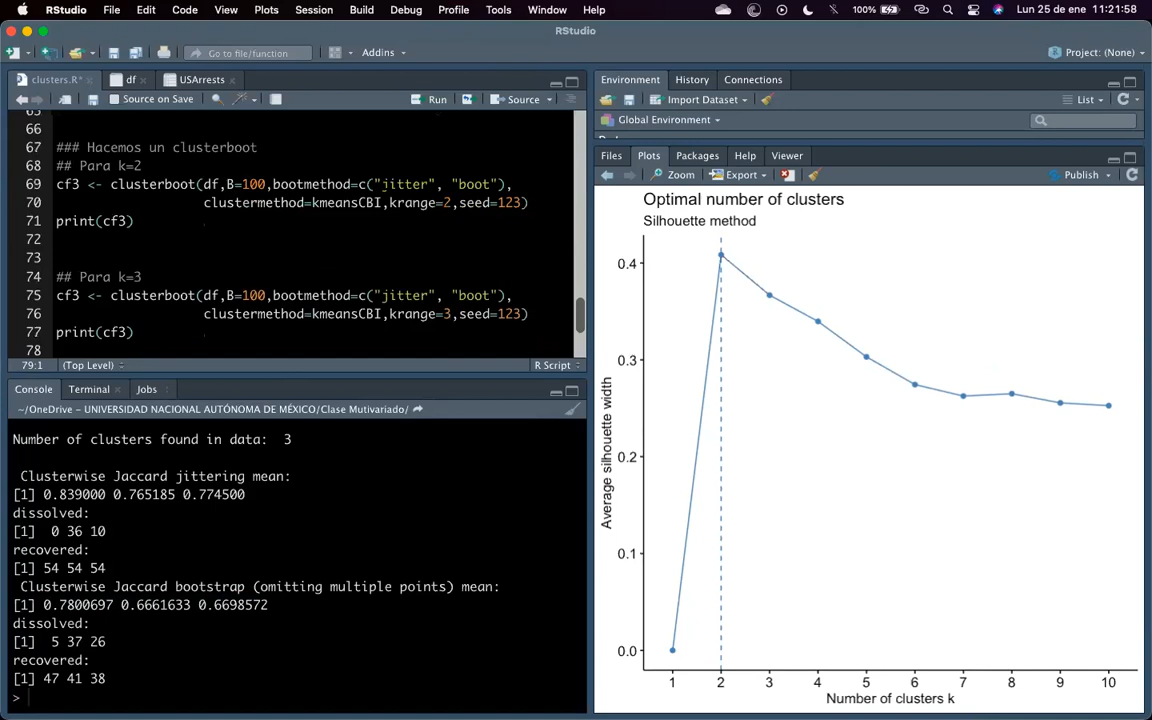 RStudio File Edit Code View Plots Session Build Debug Profile Tools Window Help 100% Lun 25 de ene 11:21:58
RStudio
Go to file/function Addins Project: (None)
clusters.R* df USArrests
Source on Save Run Source
66
67 ### Hacemos un clusterboot
68 ## Para k=2
69 cf3 <- clusterboot(df,B=100,bootmethod=c("jitter", "boot"),
70 clustermethod=kmeansCBI,krange=2,seed=123)
71 print(cf3)
72
73
74 ## Para k=3
75 cf3 <- clusterboot(df,B=100,bootmethod=c("jitter", "boot"),
76 clustermethod=kmeansCBI,krange=3,seed=123)
77 print(cf3)
78
79:1 (Top Level) R Script
Console Terminal Jobs
~/OneDrive – UNIVERSIDAD NACIONAL AUTÓNOMA DE MÉXICO/Clase Mutivariado/
Number of clusters found in data: 3
Clusterwise Jaccard jittering mean:
[1] 0.839000 0.765185 0.774500
dissolved:
[1] 0 36 10
recovered:
[1] 54 54 54
Clusterwise Jaccard bootstrap (omitting multiple points) mean:
[1] 0.7800697 0.6661633 0.6698572
dissolved:
[1] 5 37 26
recovered:
[1] 47 41 38
>
Environment History Connections
Import Dataset List
Global Environment
Files Plots Packages Help Viewer
Zoom Export Publish
Optimal number of clusters
Silhouette method
0.4
0.3
0.2
0.1
0.0
Average silhouette width
1 2 3 4 5 6 7 8 9 10
Number of clusters k